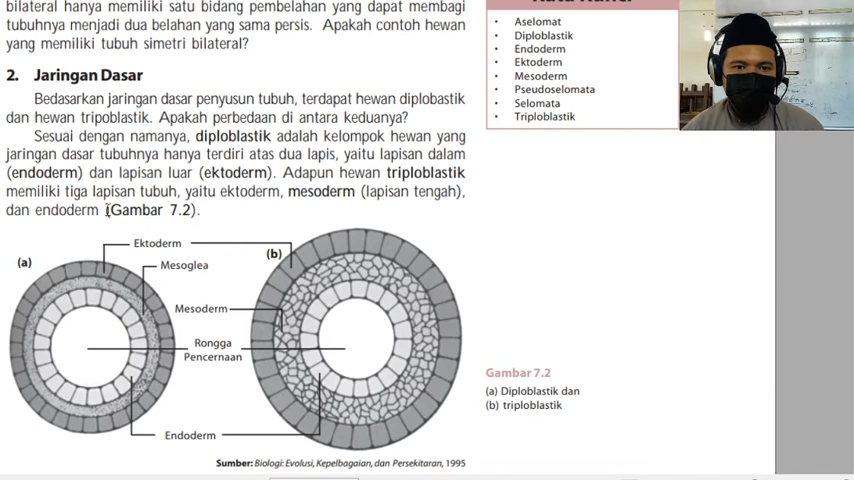 bilateral hanya memiliki satu bidang pembelahan yang dapat membagi
tubuhnya menjadi dua belahan yang sama persis. Apakah contoh hewan
yang memiliki tubuh simetri bilateral?
2. Jaringan Dasar
Bedasarkan jaringan dasar penyusun tubuh, terdapat hewan diplobastik
dan hewan tripoblastik. Apakah perbedaan di antara keduanya?
Sesuai dengan namanya, diploblastik adalah kelompok hewan yang
jaringan dasar tubuhnya hanya terdiri atas dua lapis, yaitu lapisan dalam
(endoderm) dan lapisan luar (ektoderm). Adapun hewan triploblastik
memiliki tiga lapisan tubuh, yaitu ektoderm, mesoderm (lapisan tengah),
dan endoderm (Gambar 7.2).
(a)
Ektoderm
(b)
Mesoglea
Mesoderm
Rongga
Pencernaan
Endoderm
Sumber: Biologi: Evolusi, Kepelbagaian, dan Persekitaran, 1995
• Aselomat
• Diploblastik
• Endoderm
• Ektoderm
• Mesoderm
• Pseudoselomata
• Selomata
• Triploblastik
Gambar 7.2
(a) Diploblastik dan
(b) triploblastik